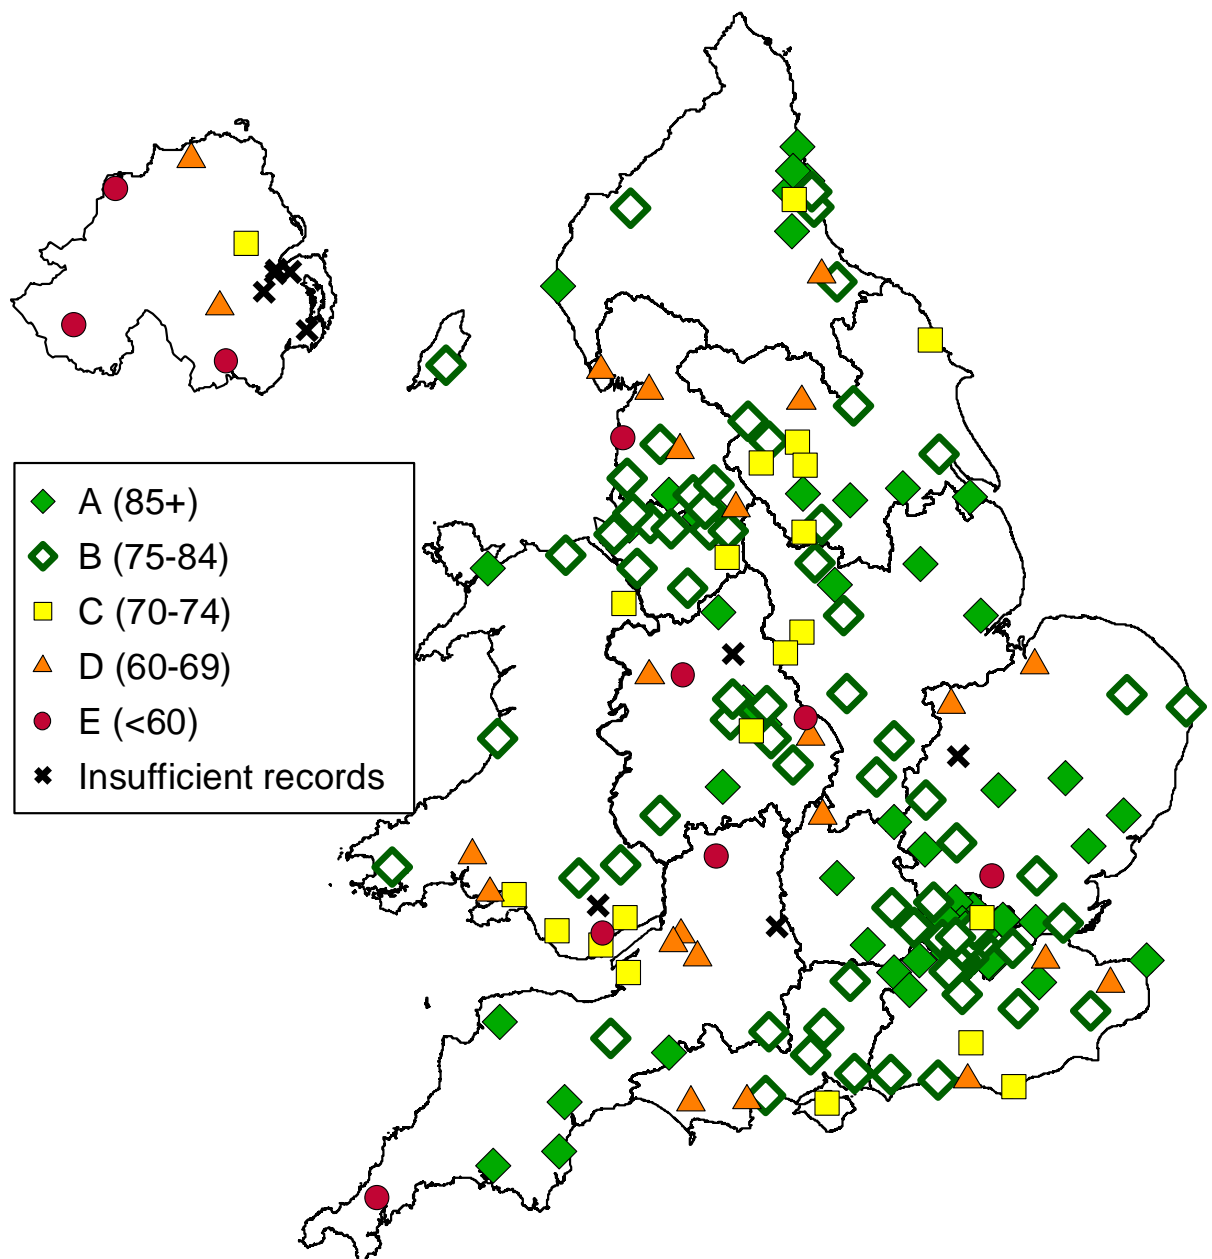 A (85+)
B (75-84)
C (70-74)
D (60-69)
E (<60)
Insufficient records